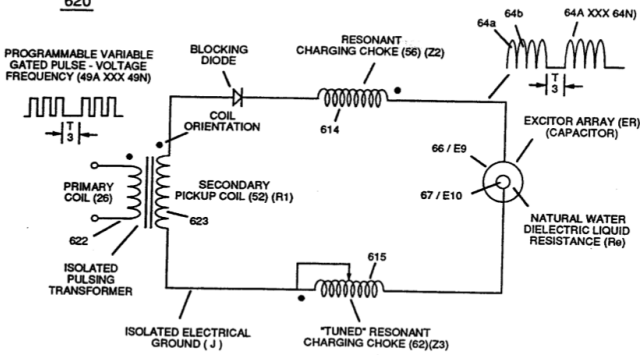 620
PROGRAMMABLE VARIABLE
GATED PULSE - VOLTAGE
FREQUENCY (49A XXX 49N)
T
3
BLOCKING
DIODE
RESONANT
CHARGING CHOKE (56) (Z2)
614
64a
64b
64A XXX 64N)
T
3
COIL
ORIENTATION
EXCITOR ARRAY (ER)
(CAPACITOR)
66 / E9
67 / E10
PRIMARY
COIL (26)
622
SECONDARY
PICKUP COIL (52) (R1)
623
NATURAL WATER
DIELECTRIC LIQUID
RESISTANCE (Re)
ISOLATED
PULSING
TRANSFORMER
615
ISOLATED ELECTRICAL
GROUND ( J )
"TUNED" RESONANT
CHARGING CHOKE (62)(Z3)